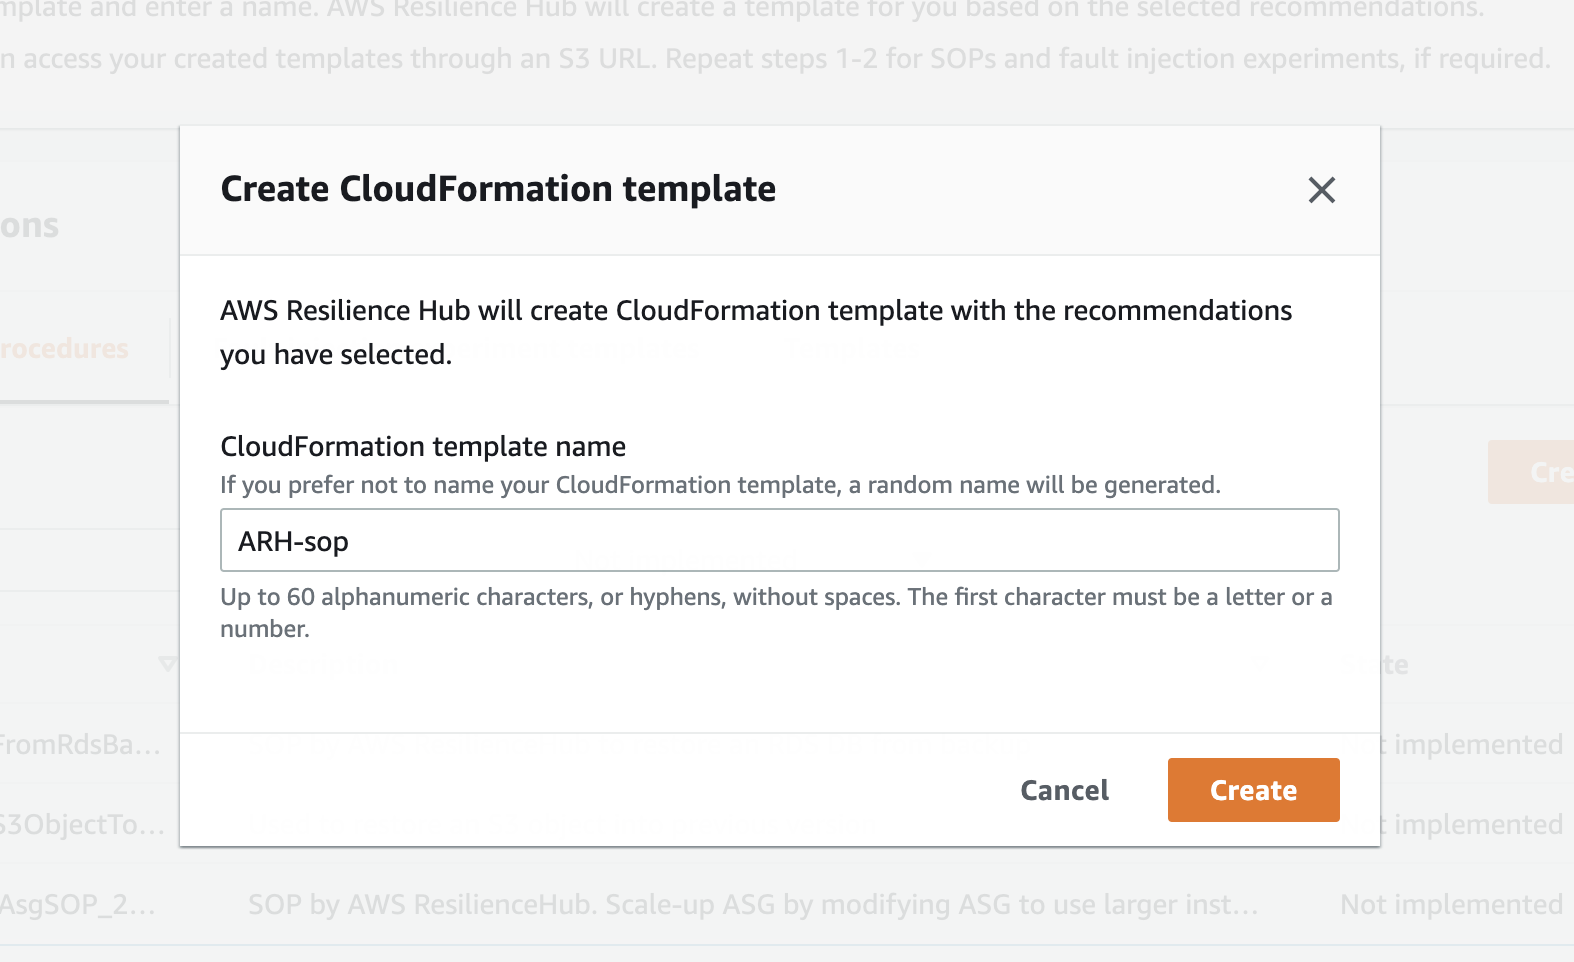 mplate and enter a name. AWS Resilience Hub will create a template for you based on the selected recommendations.
n access your created templates through an S3 URL. Repeat steps 1-2 for SOPs and fault injection experiments, if required.
Create CloudFormation template
ons
AWS Resilience Hub will create CloudFormation template with the recommendations
you have selected.
rocedures
CloudFormation template name
Cre
If you prefer not to name your CloudFormation template, a random name will be generated.
ARH-sop
Up to 60 alphanumeric characters, or hyphens, without spaces. The first character must be a letter or a
number.
te
FromRdsBa... t implemented
Cancel Create
S3ObjectTo... t implemented
AsgSOP_2... SOP by AWS ResilienceHub. Scale-up ASG by modifying ASG to use larger inst... Not implemented